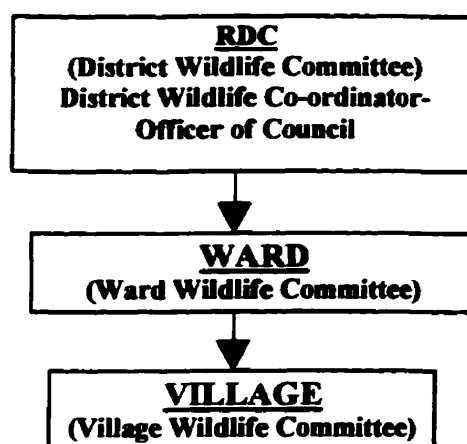 RDC
(District Wildlife Committee)
District Wildlife Co-ordinator-
Officer of Council
WARD
(Ward Wildlife Committee)
VILLAGE
(Village Wildlife Committee)